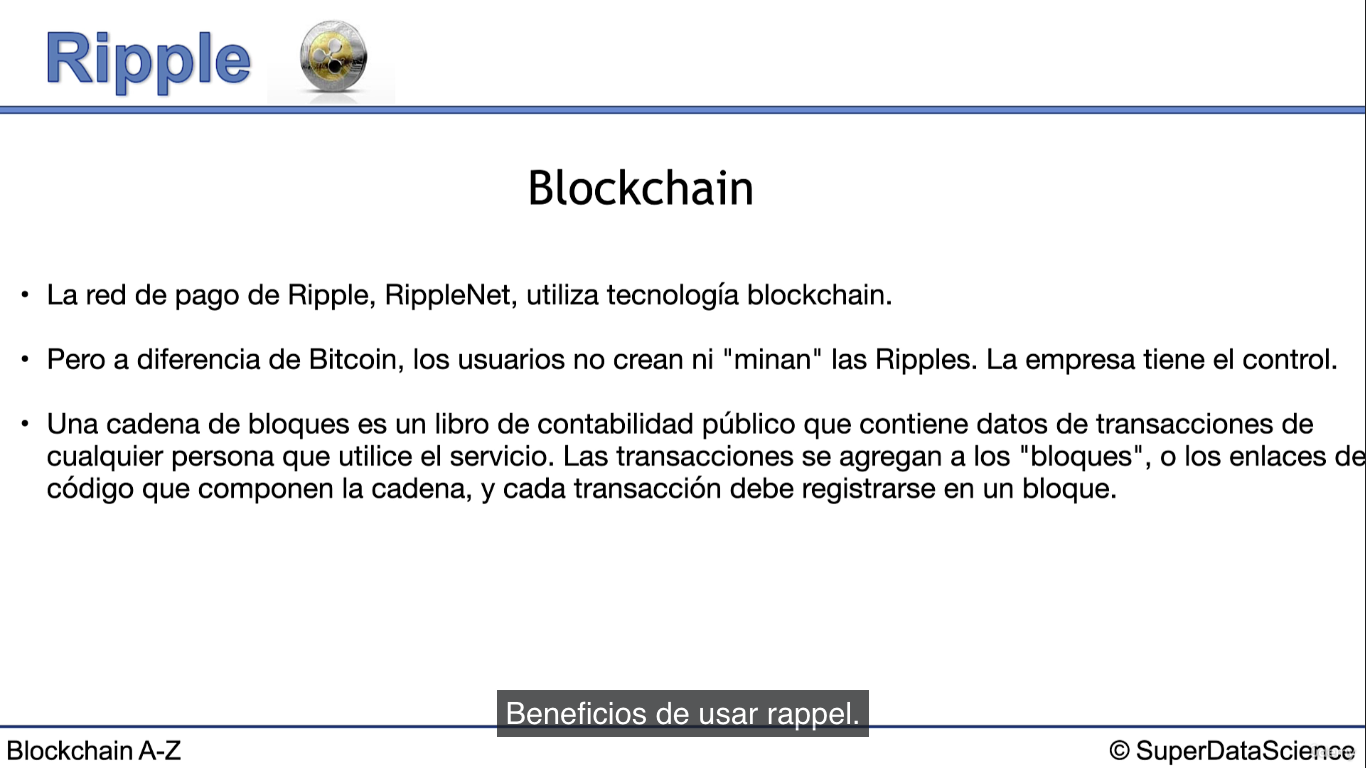 Ripple
Blockchain
• La red de pago de Ripple, RippleNet, utiliza tecnología blockchain.
• Pero a diferencia de Bitcoin, los usuarios no crean ni "minan" las Ripples. La empresa tiene el control.
• Una cadena de bloques es un libro de contabilidad público que contiene datos de transacciones de
cualquier persona que utilice el servicio. Las transacciones se agregan a los "bloques", o los enlaces de
código que componen la cadena, y cada transacción debe registrarse en un bloque.
Beneficios de usar rappel.
Blockchain A-Z
© SuperDataScience